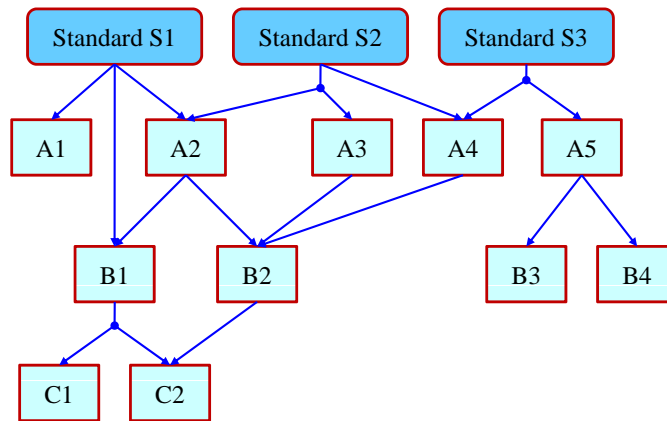 Standard S1 Standard S2 Standard S3
A1 A2 A3 A4 A5
B1 B2 B3 B4
C1 C2